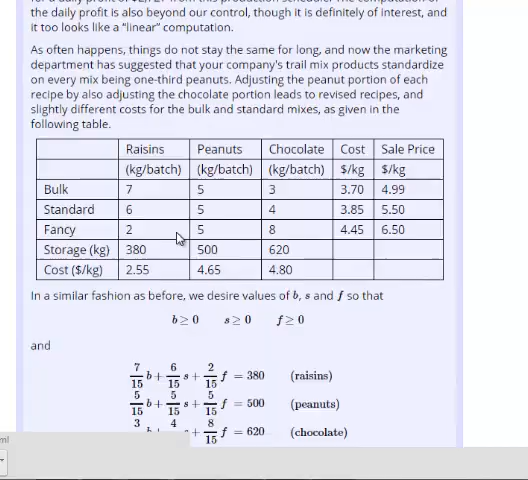 the daily profit is also beyond our control, though it is definitely of interest, and
it too looks like a "linear" computation.
As often happens, things do not stay the same for long, and now the marketing
department has suggested that your company's trail mix products standardize
on every mix being one-third peanuts. Adjusting the peanut portion of each
recipe by also adjusting the chocolate portion leads to revised recipes, and
slightly different costs for the bulk and standard mixes, as given in the
following table.
Raisins Peanuts Chocolate Cost Sale Price
(kg/batch) (kg/batch) (kg/batch) $/kg $/kg
Bulk 7 5 3 3.70 4.99
Standard 6 5 4 3.85 5.50
Fancy 2 5 8 4.45 6.50
Storage (kg) 380 500 620
Cost ($/kg) 2.55 4.65 4.80
In a similar fashion as before, we desire values of b, s and f so that
b ≥ 0 s ≥ 0 f ≥ 0
and
7/15 b + 6/15 s + 2/15 f = 380 (raisins)
5/15 b + 5/15 s + 5/15 f = 500 (peanuts)
3 4 + 8/15 f = 620 (chocolate)